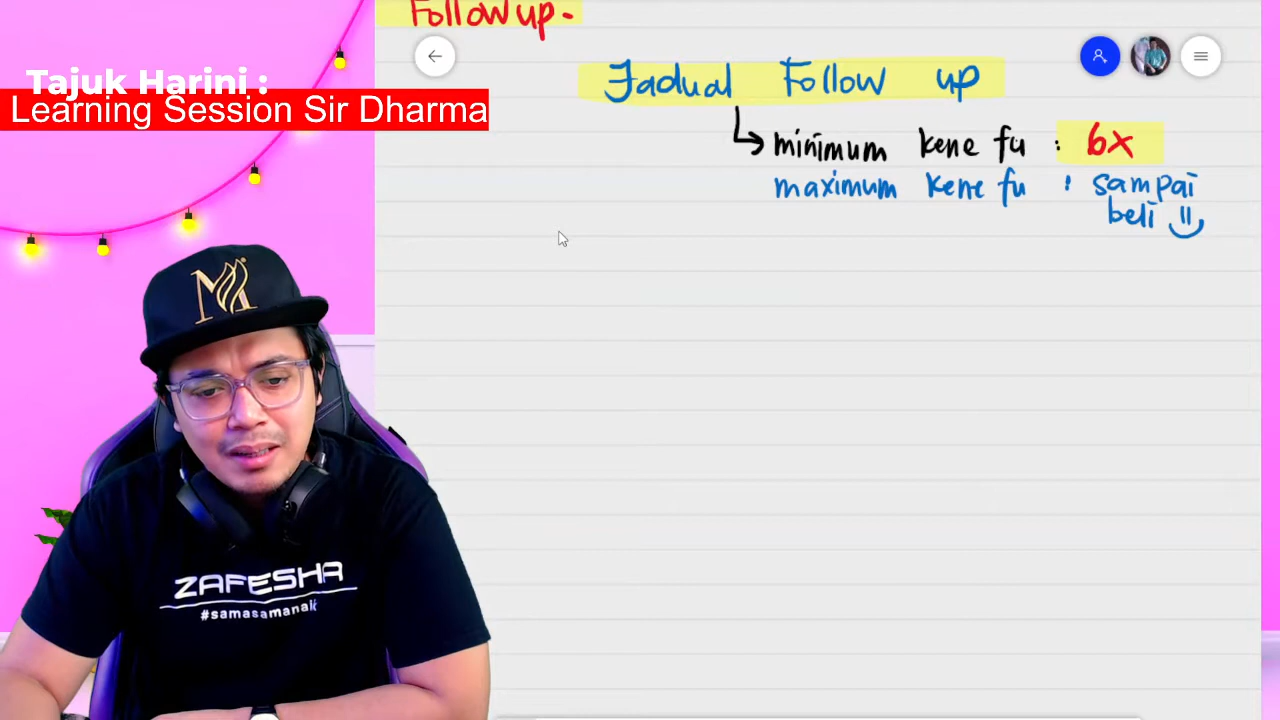 Follow up.
Tajuk Harini :
Learning Session Sir Dharma
Jadual Follow up
minimum kene fu : 6x
maximum kene fu : sampai
beli
ZAFESHA
#samasamanaik